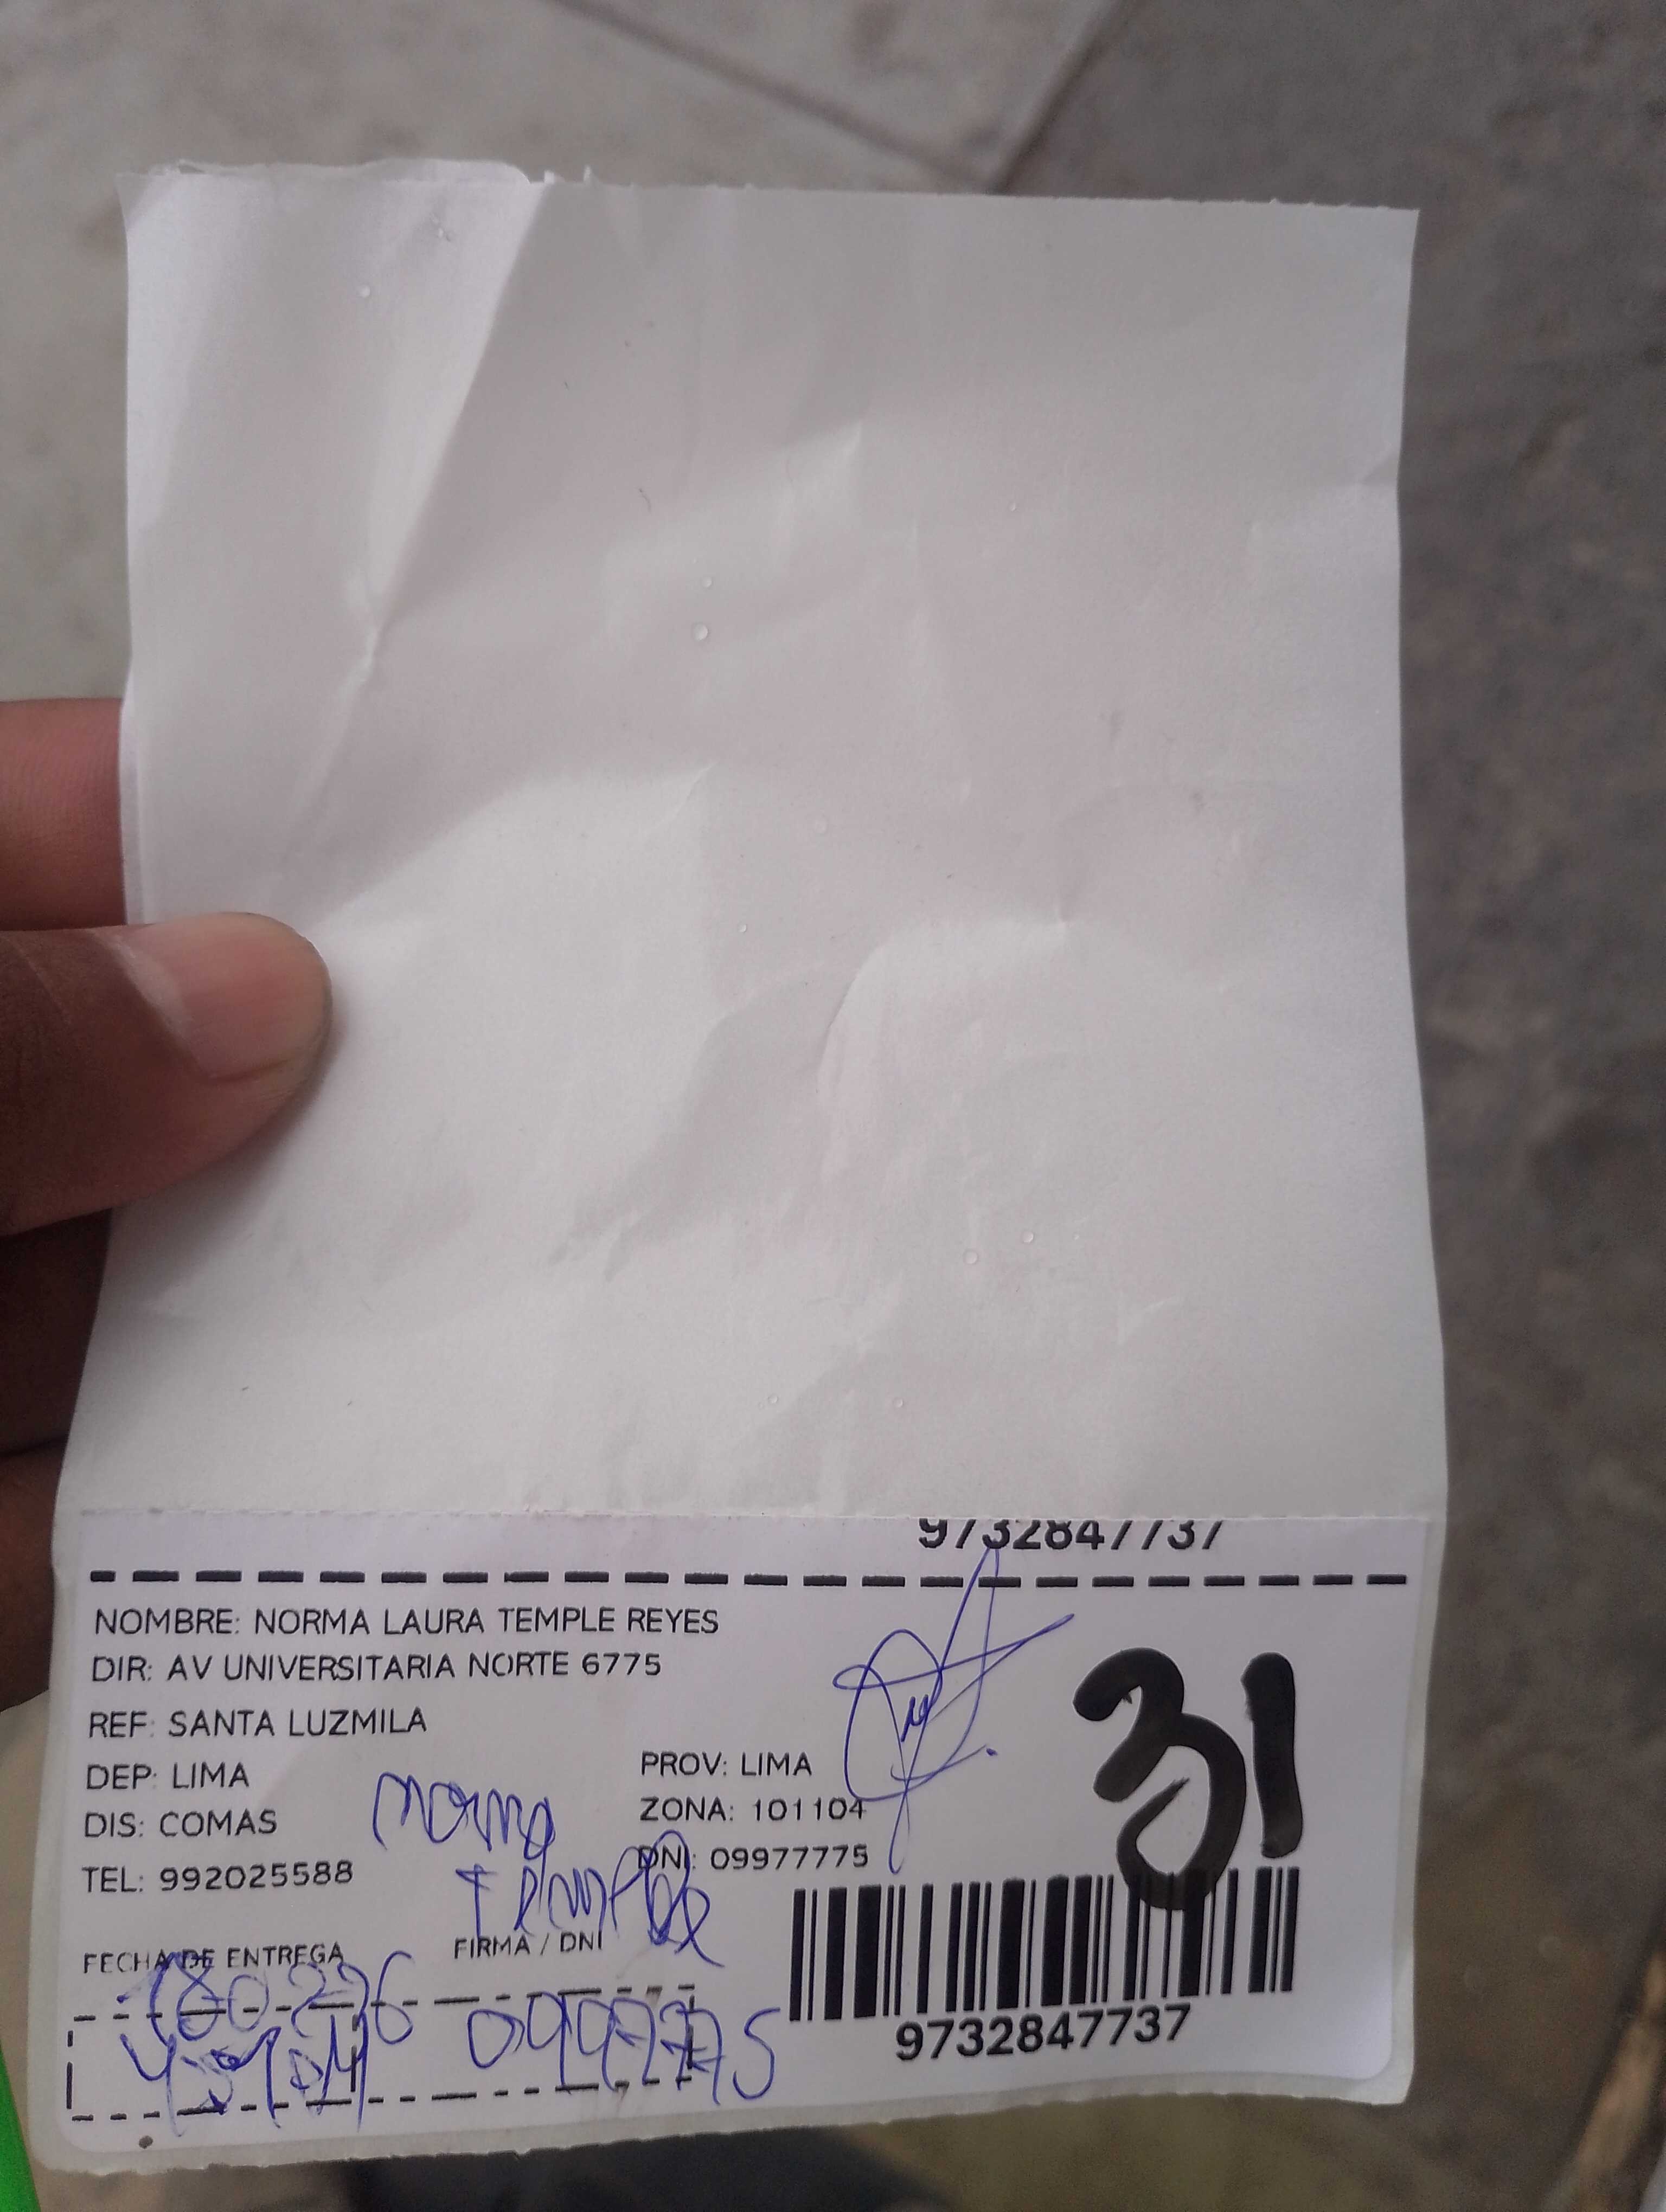 9732847737
NOMBRE: NORMA LAURA TEMPLE REYES
DIR: AV UNIVERSITARIA NORTE 6775
REF: SANTA LUZMILA
DEP: LIMA
PROV: LIMA
DIS: COMAS
ZONA: 101104
TEL: 992025588
DNI: 09977775
31
Norma
Temple
FECHA DE ENTREGA
FIRMA / DNI
9732847737